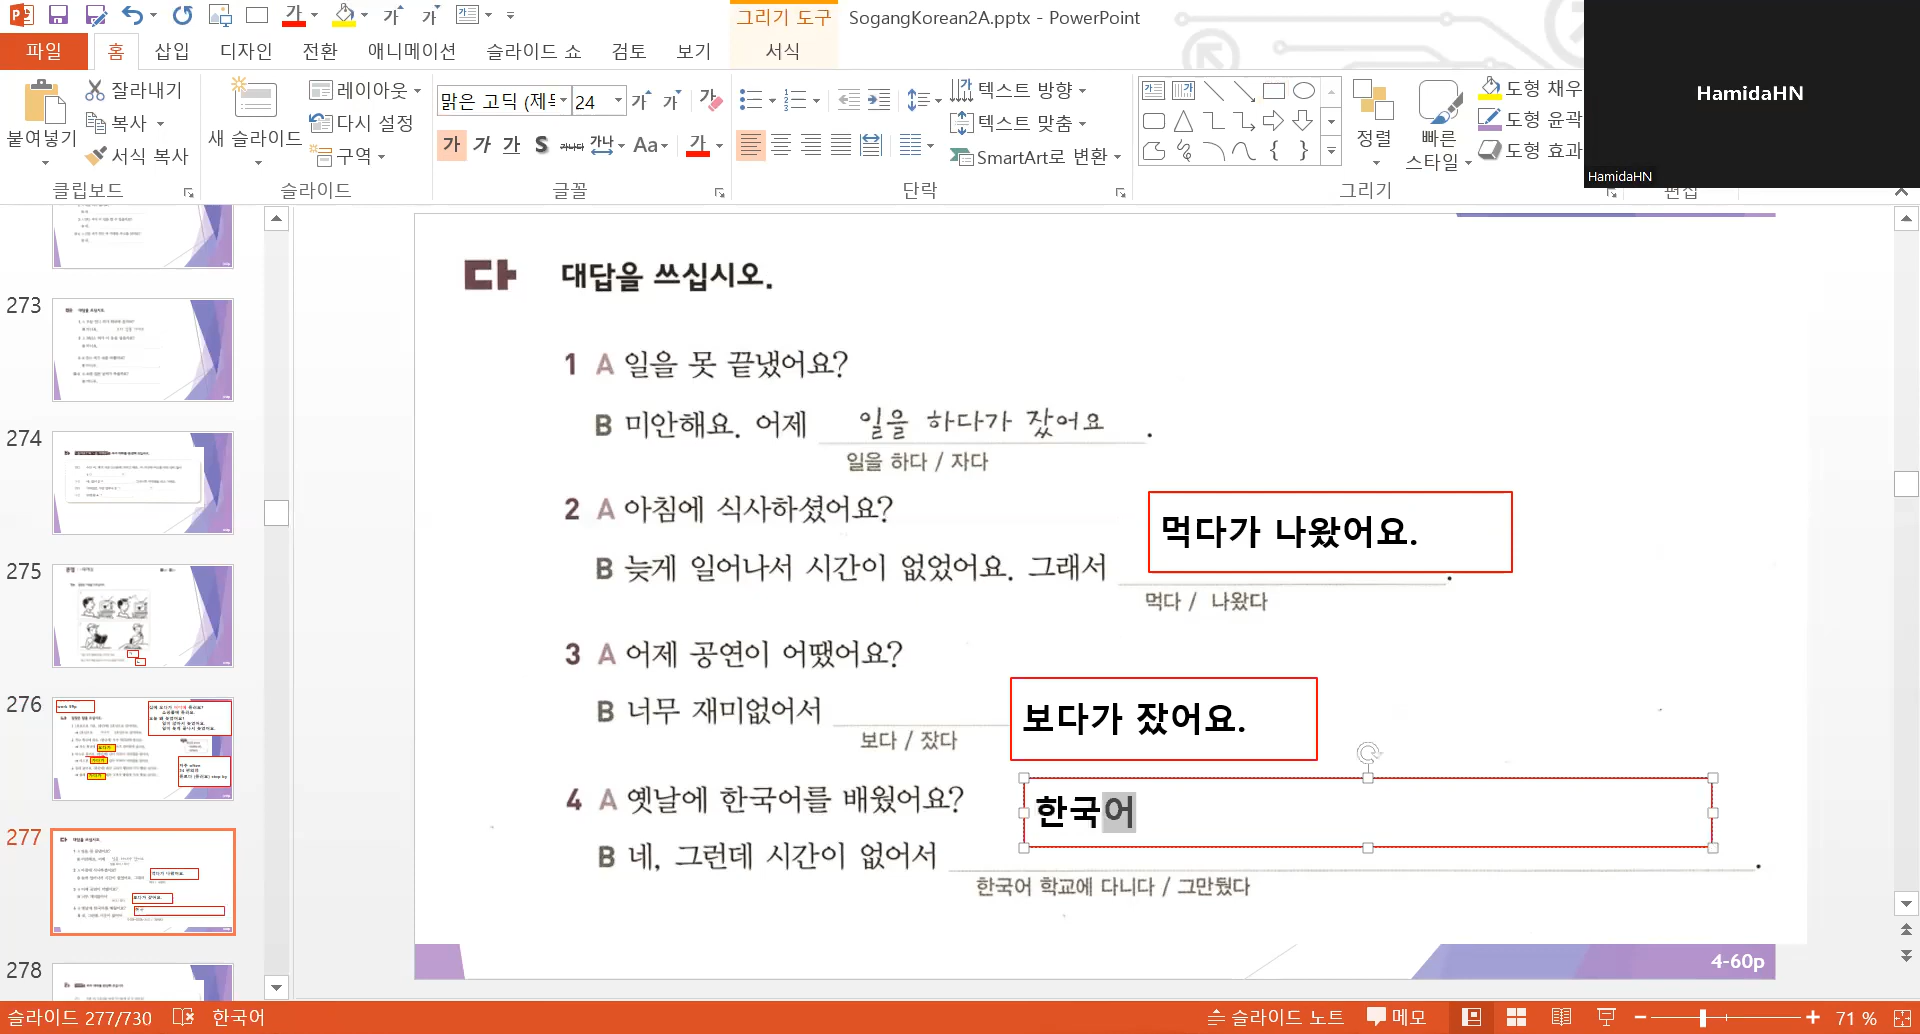 그리기 도구
SogangKorean2A.pptx - PowerPoint
파일 홈 삽입 디자인 전환 애니메이션 슬라이드 쇼 검토 보기 서식
HamidaHN
HamidaHN
붙여넣기
잘라내기
복사
서식 복사
클립보드
새 슬라이드
레이아웃
다시 설정
구역
슬라이드
맑은 고딕 (제목 24
가 가 가 S 가나다 가나 Aa 가
글꼴
텍스트 방향
텍스트 맞춤
SmartArt로 변환
단락
정렬
빠른
스타일
도형 채우
도형 윤곽
도형 효과
그리기
편집
273
274
275
276
277
278
다 대답을 쓰십시오.
1 A 일을 못 끝냈어요?
B 미안해요. 어제 일을 하다가 잤어요.
일을 하다 / 자다
2 A 아침에 식사하셨어요?
먹다가 나왔어요.
B 늦게 일어나서 시간이 없었어요. 그래서 .
먹다 / 나왔다
3 A 어제 공연이 어땠어요?
B 너무 재미없어서
보다가 잤어요.
보다 / 잤다
4 A 옛날에 한국어를 배웠어요?
한국어
B 네, 그런데 시간이 없어서 .
한국어 학교에 다니다 / 그만뒀다
4-60p
슬라이드 277/730 한국어
슬라이드 노트 메모 71 %